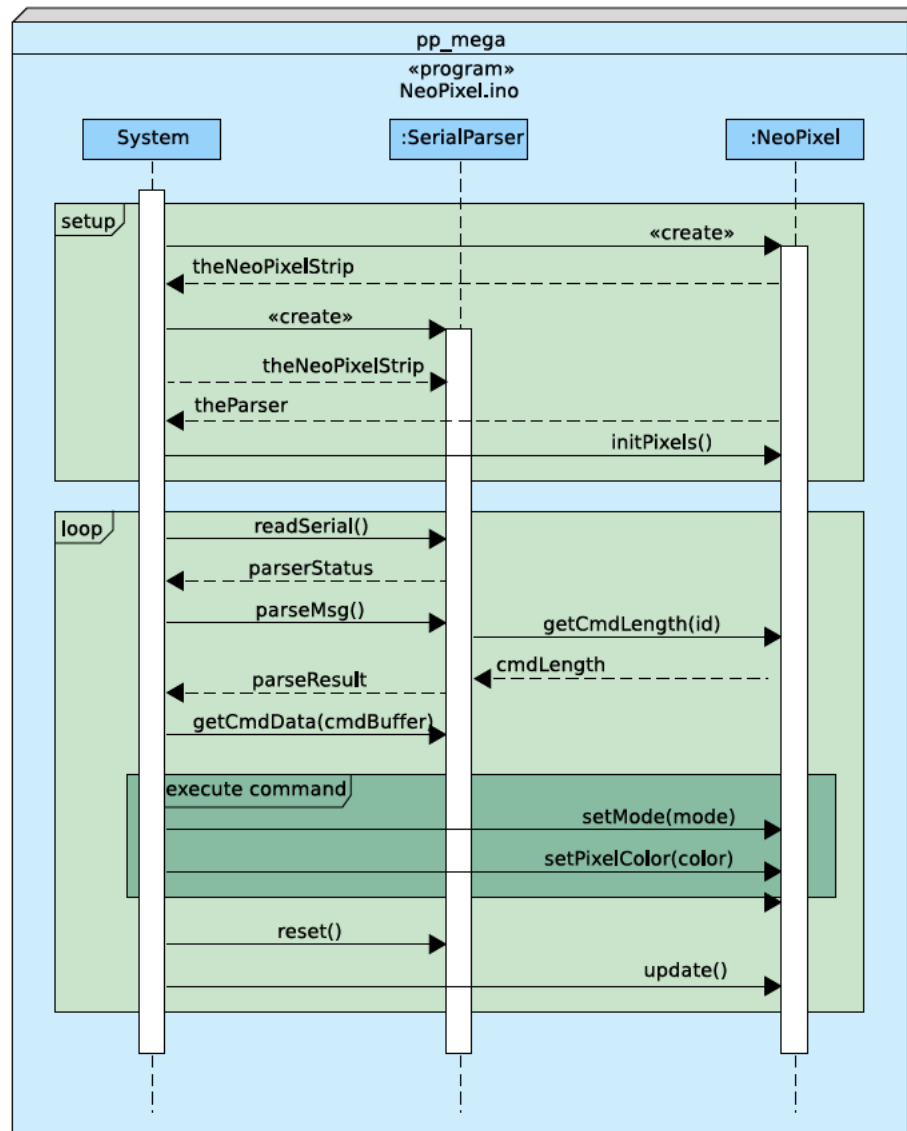 pp_mega
«program»
NeoPixel.ino
System
:SerialParser
:NeoPixel
setup
«create»
theNeoPixelStrip
«create»
theNeoPixelStrip
theParser
initPixels()
loop
readSerial()
parserStatus
parseMsg()
getCmdLength(id)
cmdLength
parseResult
getCmdData(cmdBuffer)
execute command
setMode(mode)
setPixelColor(color)
reset()
update()